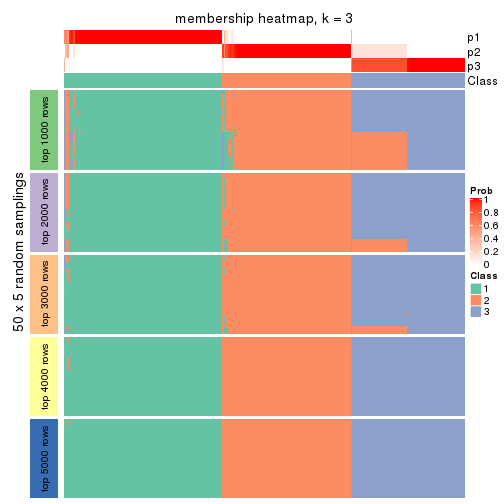 membership heatmap, k = 3
p1
p2
p3
Class
50 x 5 random samplings
top 1000 rows
top 2000 rows
top 3000 rows
top 4000 rows
top 5000 rows
Prob
1
0.8
0.6
0.4
0.2
0
Class
1
2
3